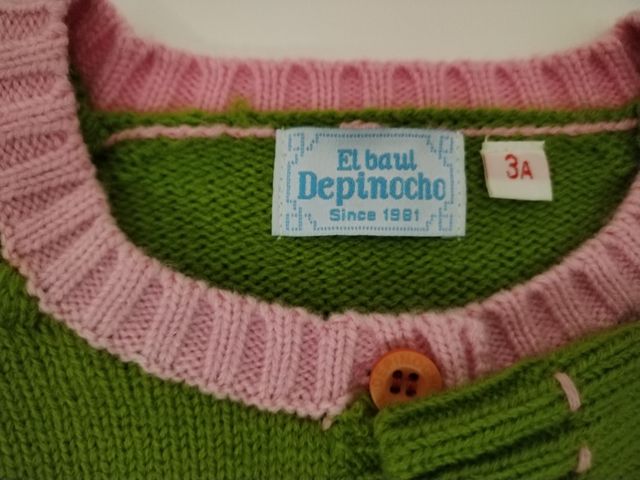 El baul
Depinocho
Since 1981
3A